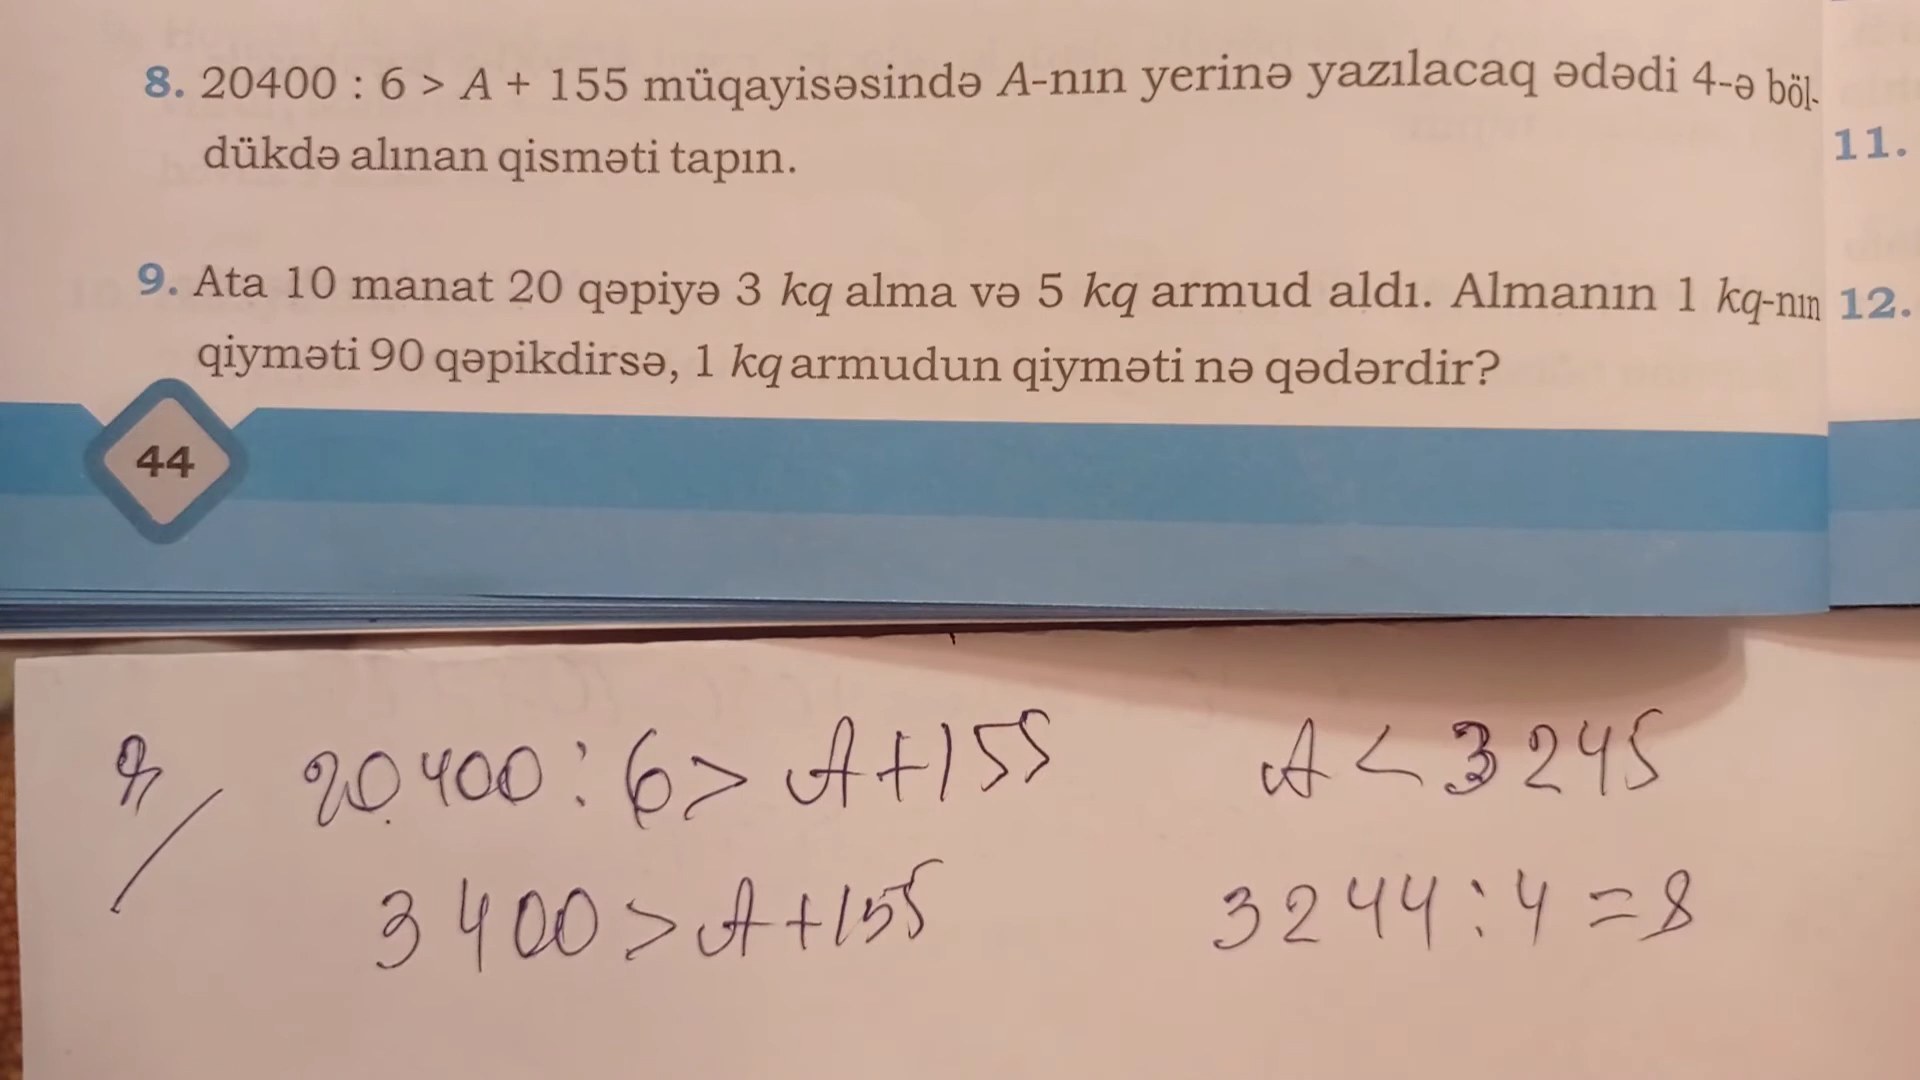 8. 20400 : 6 > A + 155 müqayisəsində A-nın yerinə yazılacaq ədədi 4-ə böl-
dükdə alınan qisməti tapın.
11.
9. Ata 10 manat 20 qəpiyə 3 kq alma və 5 kq armud aldı. Almanın 1 kq-nın
12.
qiyməti 90 qəpikdirsə, 1 kq armudun qiyməti nə qədərdir?
44
8/ 20400 : 6 > A + 155
A < 3245
3400 > A + 155
3244 : 4 = 8